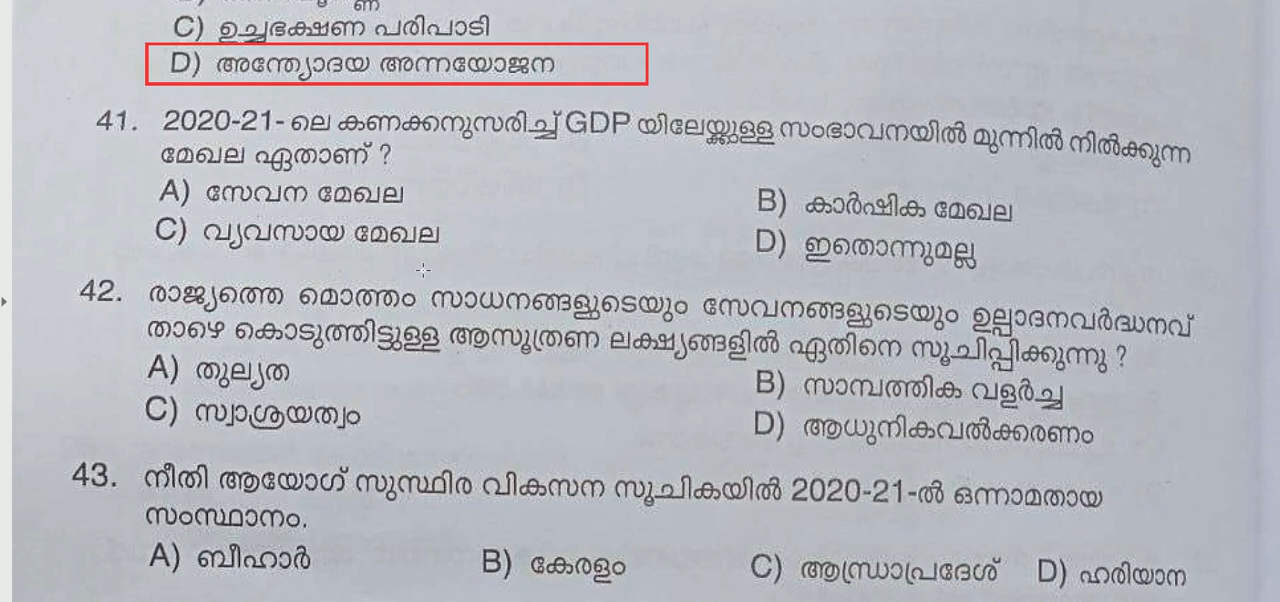 C) ഉച്ചഭക്ഷണ പരിപാടി
D) അന്ത്യോദയ അന്നയോജന
41. 2020-21- ലെ കണക്കനുസരിച്ച് GDP യിലേയ്ക്കുള്ള സംഭാവനയിൽ മുന്നിൽ നിൽക്കുന്ന
മേഖല ഏതാണ് ?
A) സേവന മേഖല B) കാർഷിക മേഖല
C) വ്യവസായ മേഖല D) ഇതൊന്നുമല്ല
42. രാജ്യത്തെ മൊത്തം സാധനങ്ങളുടെയും സേവനങ്ങളുടെയും ഉല്പാദനവർദ്ധനവ്
താഴെ കൊടുത്തിട്ടുള്ള ആസൂത്രണ ലക്ഷ്യങ്ങളിൽ ഏതിനെ സൂചിപ്പിക്കുന്നു ?
A) തുല്യത B) സാമ്പത്തിക വളർച്ച
C) സ്വാശ്രയത്വം D) ആധുനികവൽക്കരണം
43. നീതി ആയോഗ് സുസ്ഥിര വികസന സൂചികയിൽ 2020-21-ൽ ഒന്നാമതായ
സംസ്ഥാനം.
A) ബീഹാർ B) കേരളം C) ആന്ധ്രാപ്രദേശ് D) ഹരിയാന